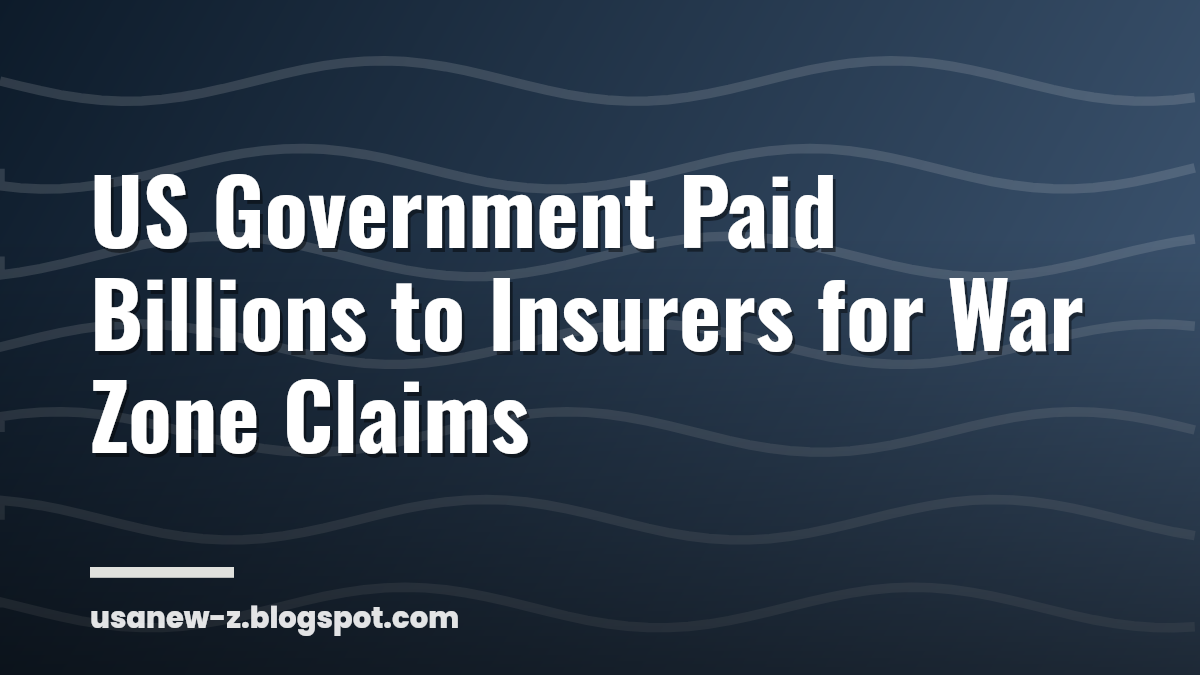 US Government Paid
Billions to Insurers for War
Zone Claims
usanew-z.blogspot.com